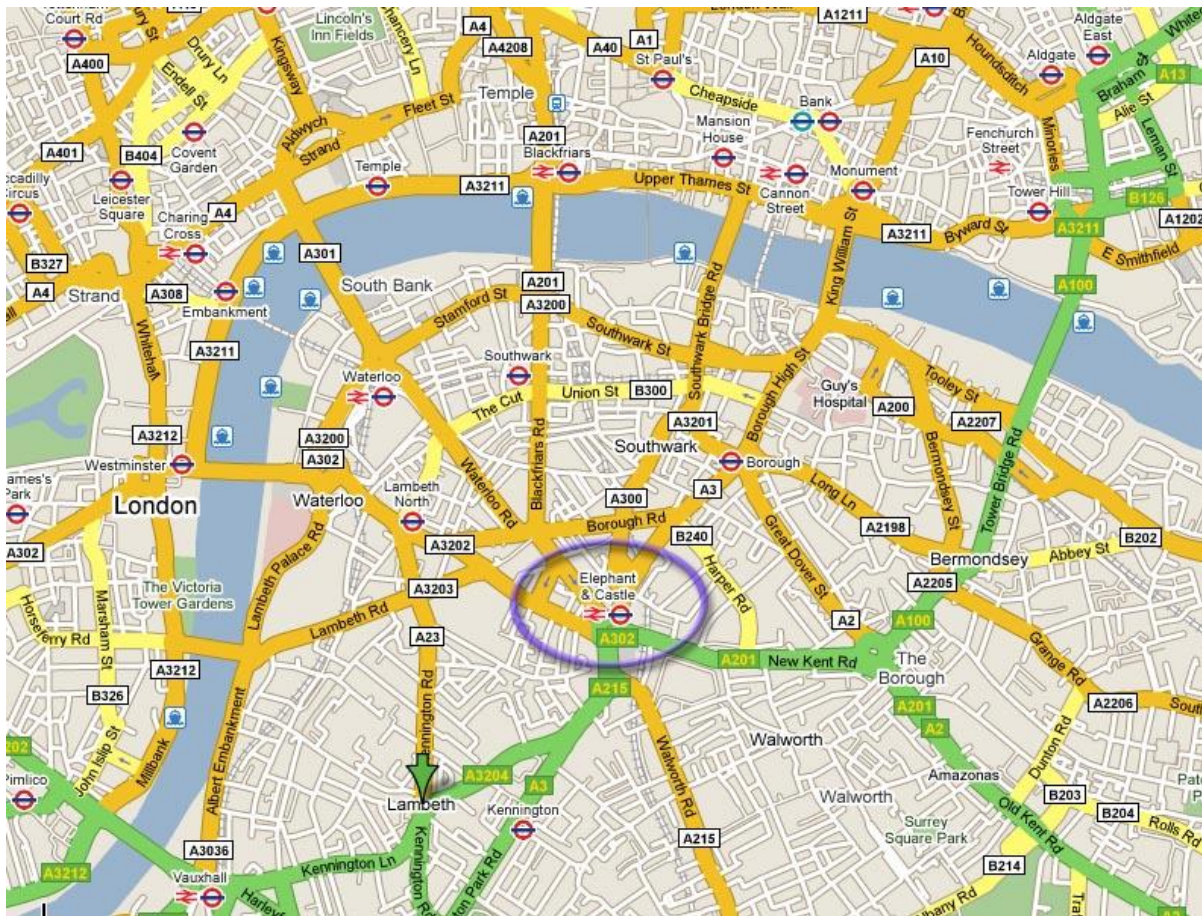 Tottenham
Court Rd
A400
Drury Ln
Endell St
Kingsway
Lincoln's
Inn Fields
Chancery Ln
A4
A4208
A40
A1
St Paul's
A1211
A10
Houndsditch
Aldgate
Aldgate
East
Braham St
A13
Alie St
Temple
Cheapside
Bank
Mansion
House
Fenchurch
Street
Minories
Leman St
Fleet St
Aldwych
Strand
A401
B404
Covent
Garden
A201
Blackfriars
Temple
A3211
Upper Thames St
Cannon
Street
Monument
Tower Hill
B126
A1202
Leicester
Square
Charing
Cross
A4
A301
King William St
A3211
Byward St
A3211
E Smithfield
B327
A4
Strand
A308
Embankment
South Bank
Stamford St
A201
A3200
Southwark Bridge Rd
A100
Whitehall
A3211
Southwark St
Southwark
Waterloo
Union St
B300
The Cut
Borough High St
Guy's
Hospital
A200
Tooley St
A2207
A3212
A3200
A302
Blackfriars Rd
A3201
Southwark
Borough
Bermondsey St
Tower Bridge Rd
Westminster
London
Waterloo
Lambeth
North
Waterloo Rd
A300
A3
Long Ln
A2198
A302
A3202
Borough Rd
B240
Great Dover St
Bermondsey
Abbey St
B202
Lambeth Palace Rd
The Victoria
Tower Gardens
A3203
Elephant
& Castle
Harper Rd
A2205
Horseferry Rd
Marsham St
Lambeth Rd
A23
A302
A2
A100
Grange Rd
A201
New Kent Rd
The
Borough
A3212
B326
A215
A201
A2206
Kennington Rd
A2
Albert Embankment
Millbank
John Islip St
Walworth Rd
Walworth
Dunton Rd
Pimlico
A3204
A3
Amazonas
B203
Lambeth
Kennington
Walworth
Old Kent Rd
B204
Rolls Rd
Surrey
Square Park
A3036
Kennington Ln
A215
B214
A3212
Vauxhall
Kennington Rd